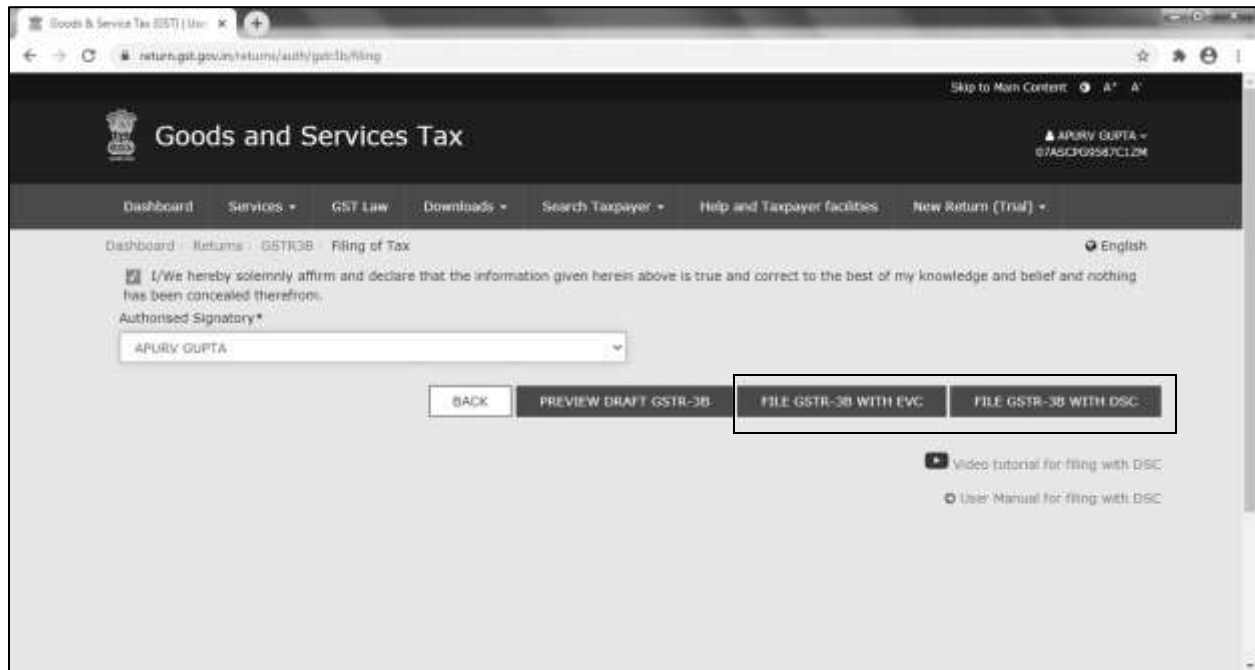 Goods & Service Tax (GST) | User
return.gst.gov.in/returns/auth/gstr3b/filing
Skip to Main Content A+ A-
Goods and Services Tax
APURV GUPTA
Dashboard Services GST Law Downloads Search Taxpayer Help and Taxpayer facilities New Return (Trial)
Dashboard Returns GSTR3B Filing of Tax English
I/We hereby solemnly affirm and declare that the information given herein above is true and correct to the best of my knowledge and belief and nothing
has been concealed therefrom.
Authorised Signatory*
APURV GUPTA
BACK PREVIEW DRAFT GSTR-3B FILE GSTR-3B WITH EVC FILE GSTR-3B WITH DSC
Video tutorial for filing with DSC
User Manual for filing with DSC